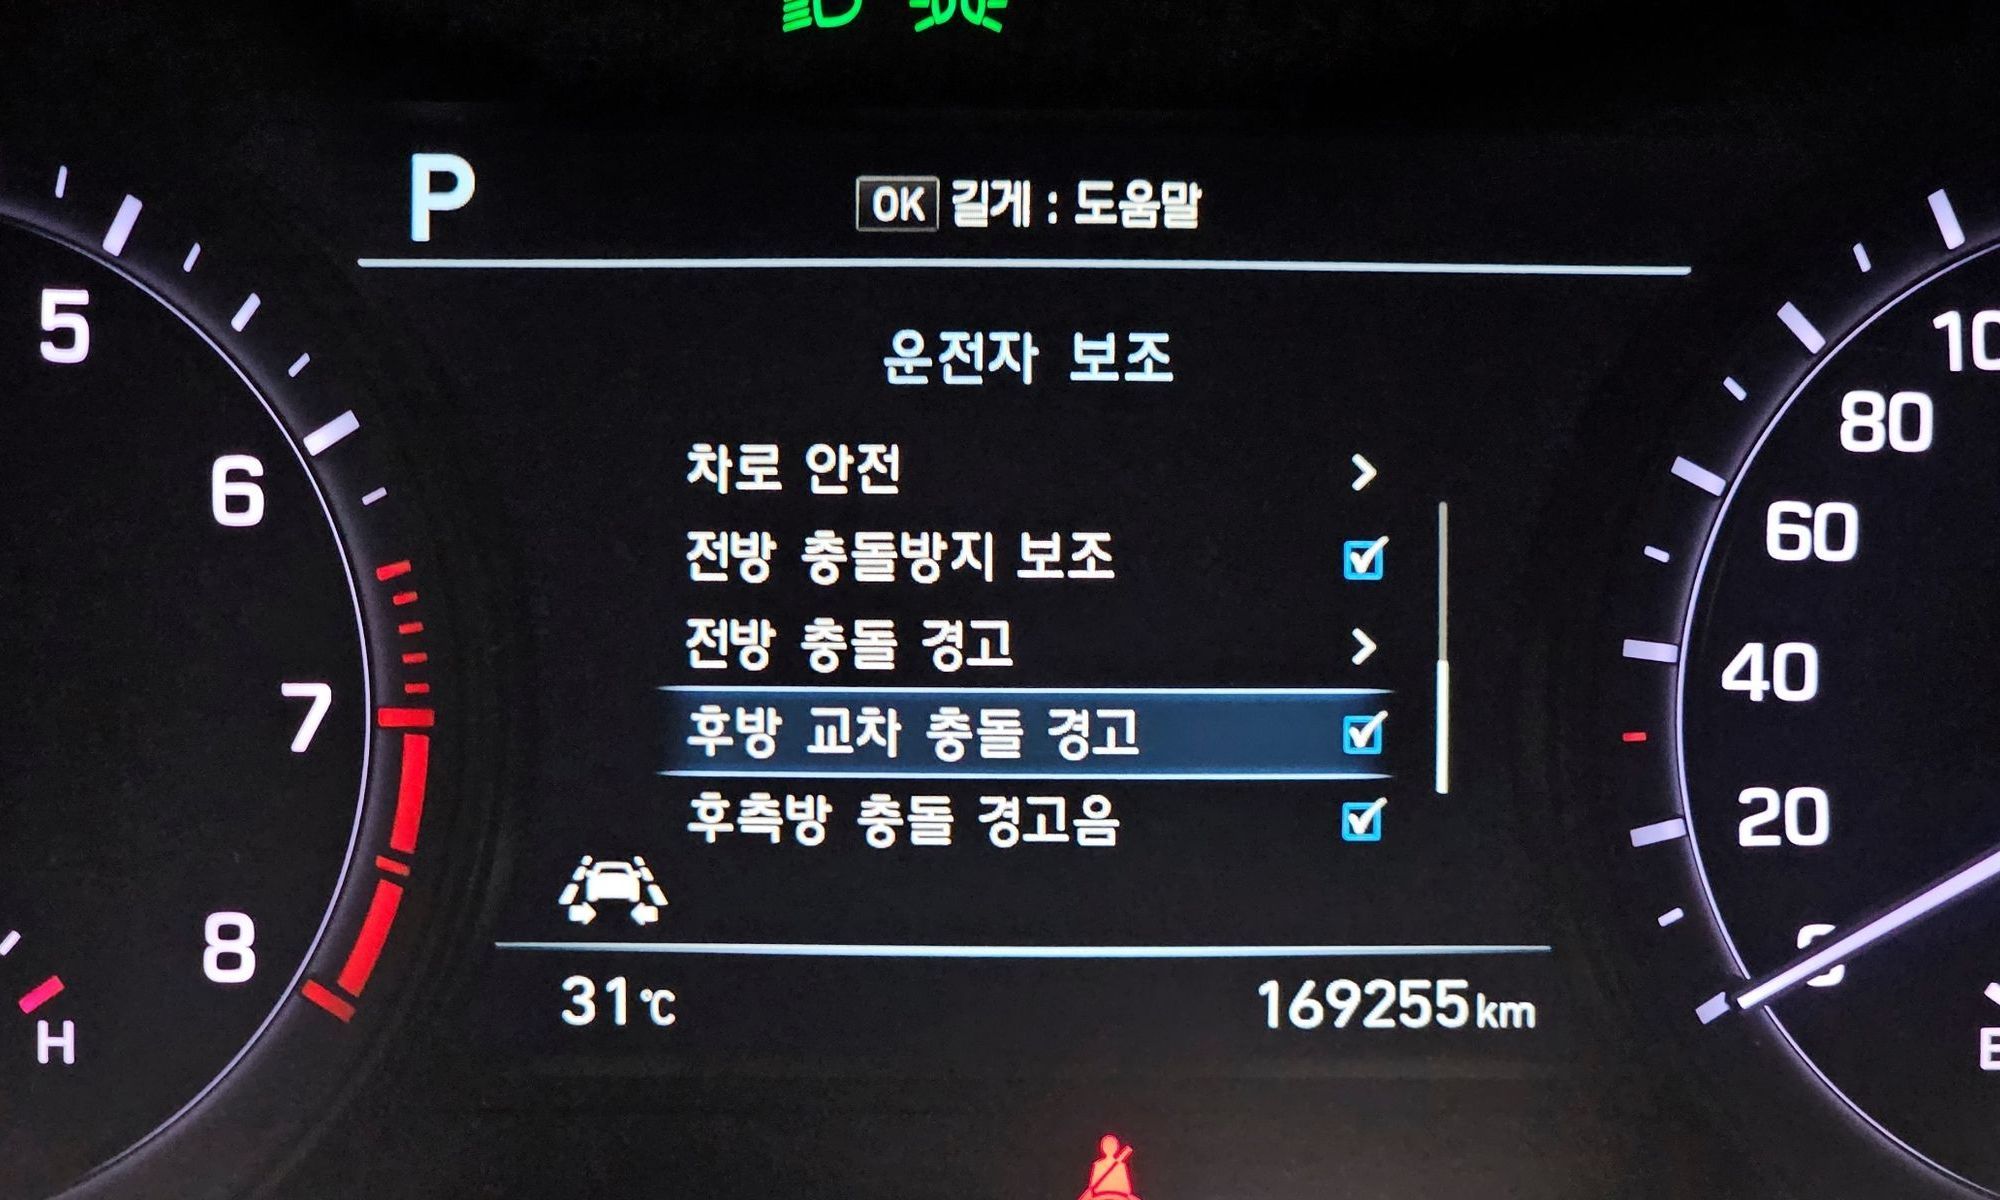 P
OK 길게 : 도움말
운전자 보조
차로 안전
전방 충돌방지 보조
전방 충돌 경고
후방 교차 충돌 경고
후측방 충돌 경고음
31℃
169255km
5
6
7
8
H
80
60
40
20